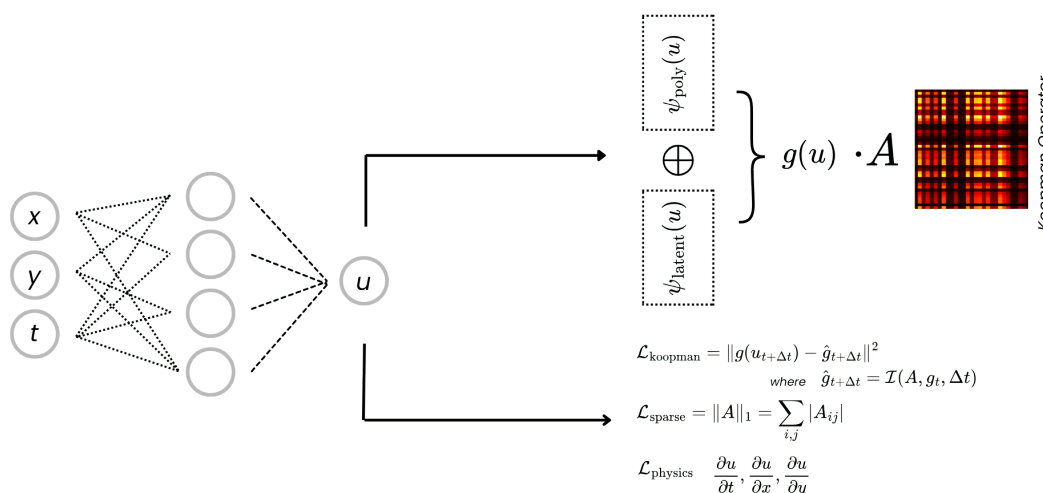 x
y
t
u
ψ_poly(u)
⊕
ψ_latent(u)
g(u) · A
Koopman Operator
ℒ_koopman = ‖g(u_{t+Δt}) − ĝ_{t+Δt}‖²
where ĝ_{t+Δt} = ℐ(A, g_t, Δt)
ℒ_sparse = ‖A‖₁ = ∑_{i,j} |A_{ij}|
ℒ_physics ∂u/∂t, ∂u/∂x, ∂u/∂y